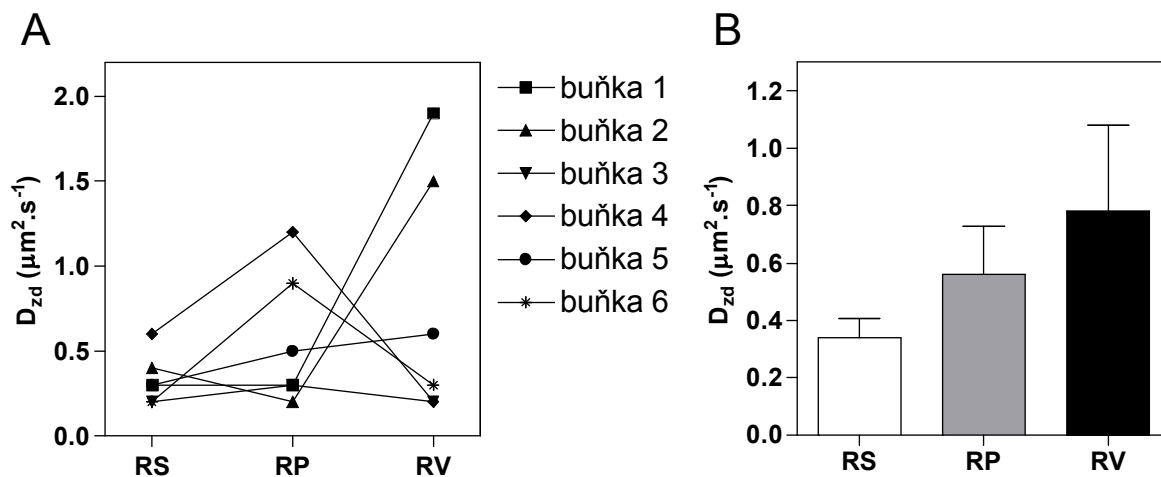 A
D_zd (µm².s⁻¹)
2.0
1.5
1.0
0.5
0.0
RS RP RV
buňka 1
buňka 2
buňka 3
buňka 4
buňka 5
buňka 6
B
D_zd (µm².s⁻¹)
1.2
1.0
0.8
0.6
0.4
0.2
0.0
RS RP RV